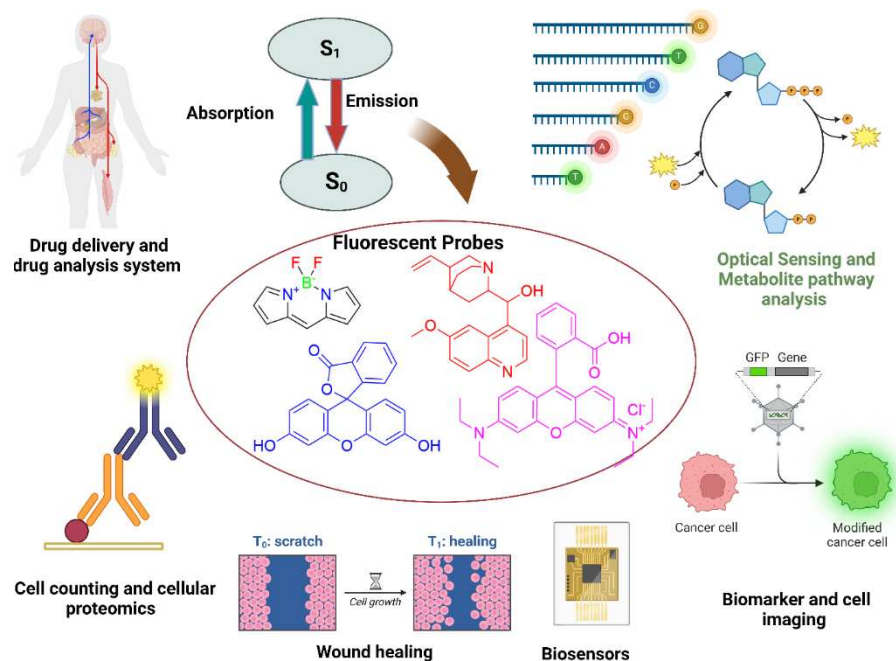 S1
Absorption
Emission
S0
G
T
C
G
A
T
P
P
P
P
P
P
P
Drug delivery and
drug analysis system
Fluorescent Probes
F
F
B-
N+
N
N
OH
O
N
O
O
HO
O
OH
OH
O
Cl-
N
O
N+
Optical Sensing and
Metabolite pathway
analysis
GFP
Gene
Cancer cell
Modified
cancer cell
Cell counting and cellular
proteomics
T0: scratch
T1: healing
Cell growth
Wound healing
Biosensors
Biomarker and cell
imaging